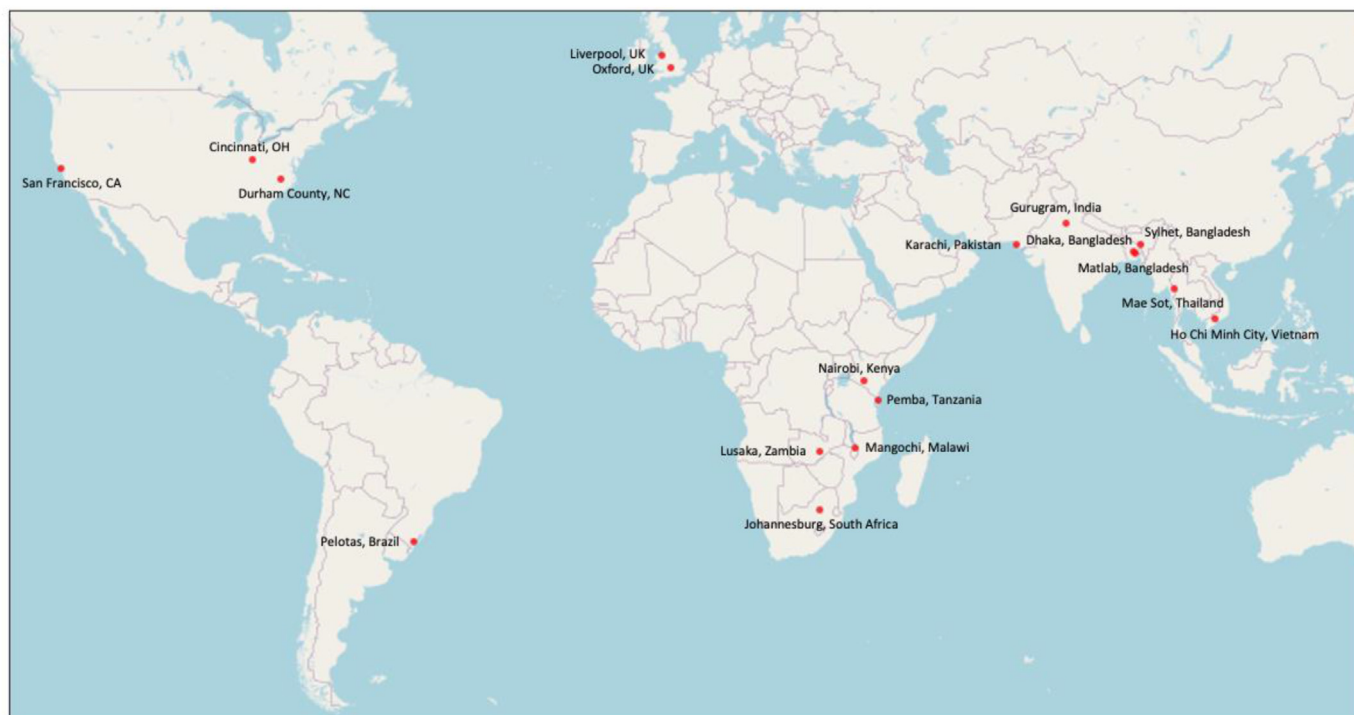 Liverpool, UK
Oxford, UK
Cincinnati, OH
San Francisco, CA
Durham County, NC
Gurugram, India
Sylhet, Bangladesh
Dhaka, Bangladesh
Karachi, Pakistan
Matlab, Bangladesh
Mae Sot, Thailand
Ho Chi Minh City, Vietnam
Nairobi, Kenya
Pemba, Tanzania
Lusaka, Zambia
Mangochi, Malawi
Johannesburg, South Africa
Pelotas, Brazil